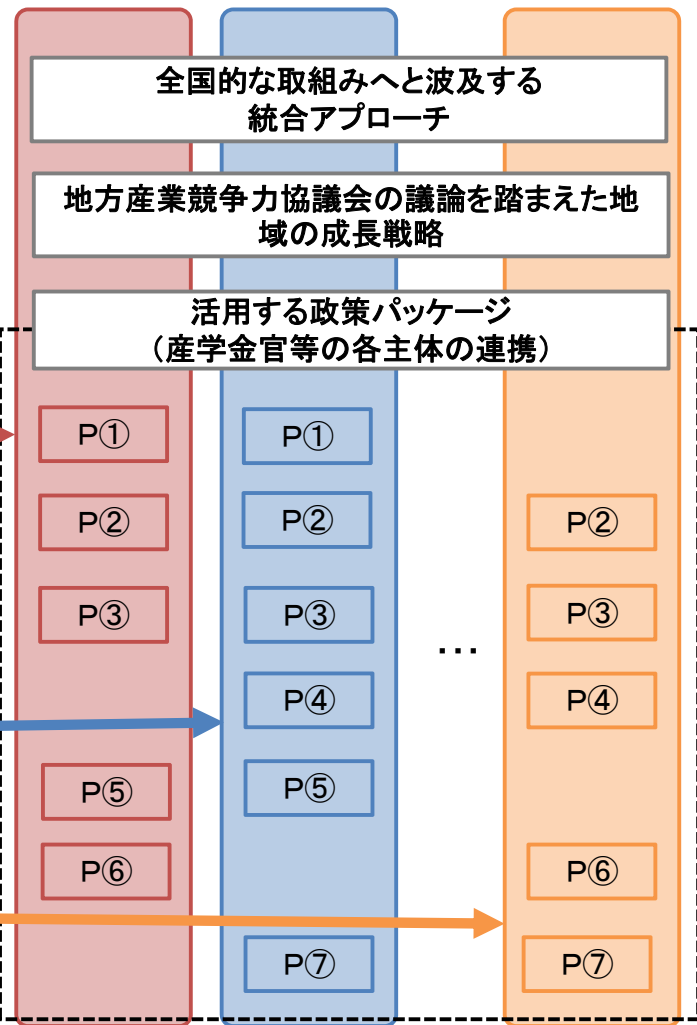 全国的な取組みへと波及する
統合アプローチ
地方産業競争力協議会の議論を踏まえた地
域の成長戦略
活用する政策パッケージ
（産学金官等の各主体の連携）
P① P①
P② P② P②
P③ P③ P③
…
P④ P④
P⑤ P⑤
P⑥ P⑥
P⑦ P⑦